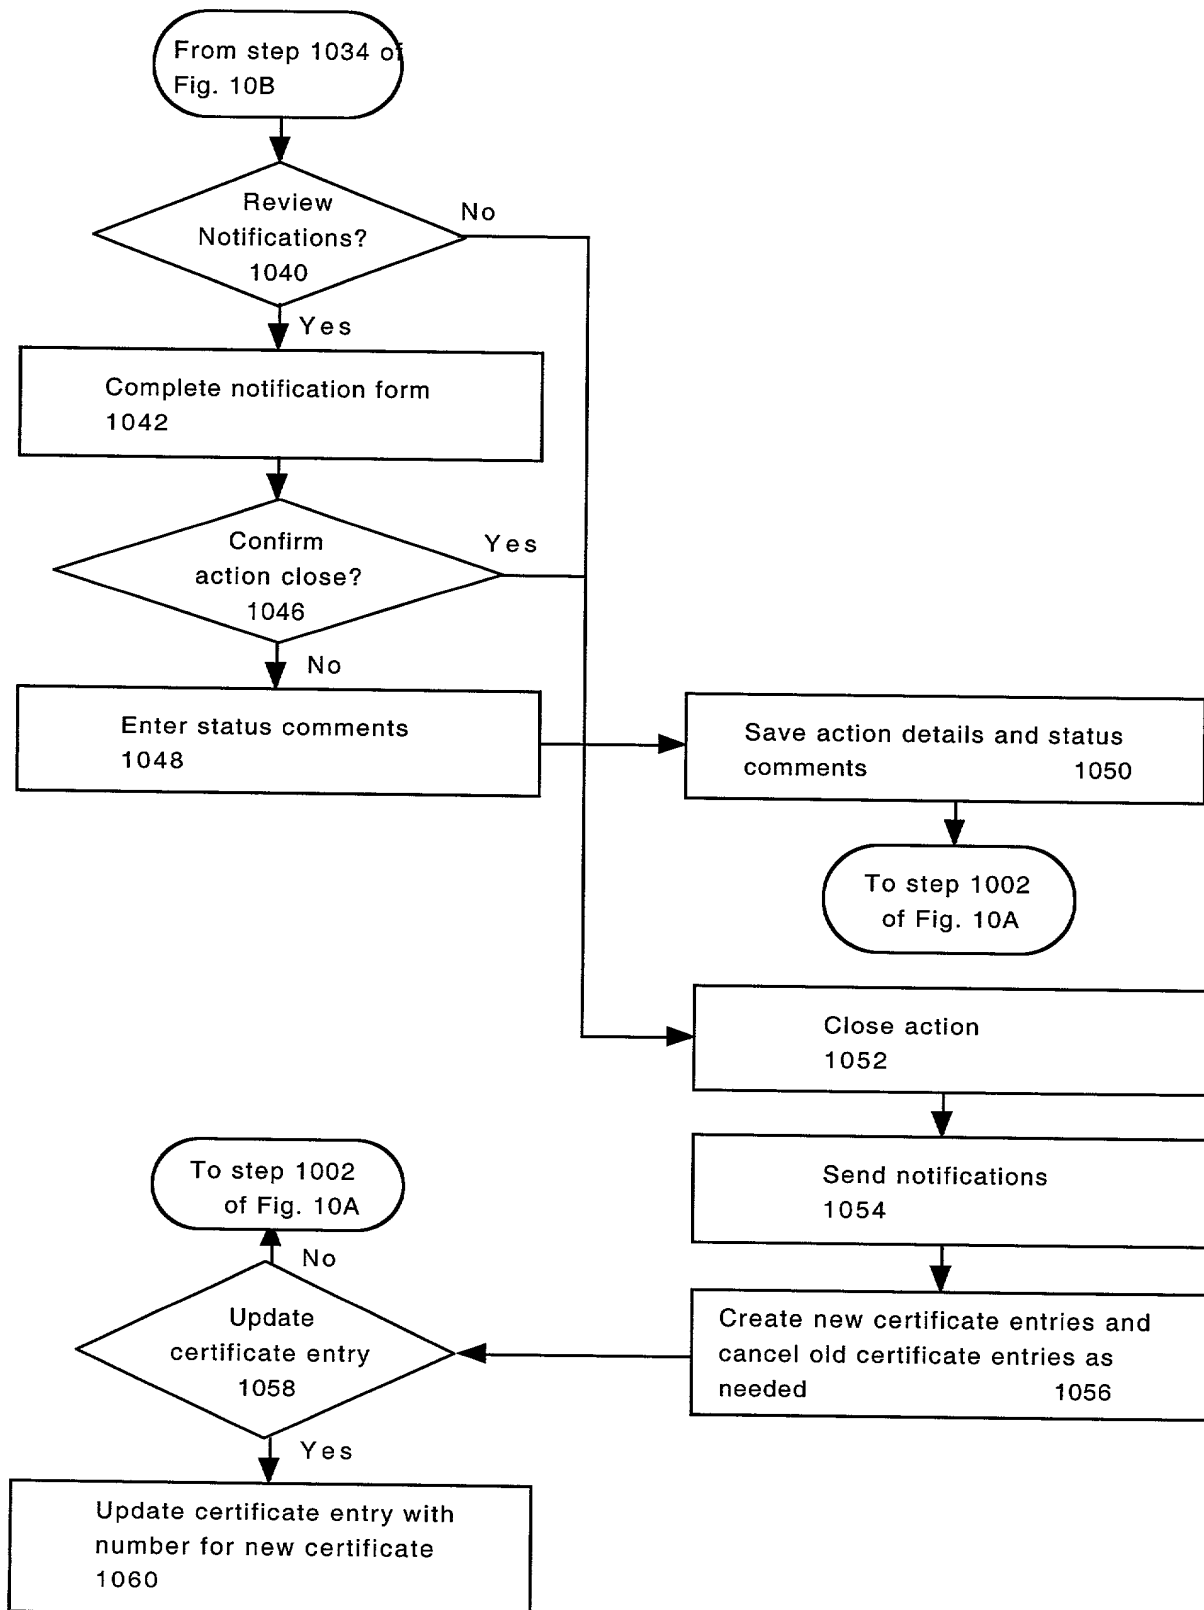 From step 1034 of
Fig. 10B
Review
Notifications?
1040
No
Yes
Complete notification form
1042
Confirm
action close?
1046
Yes
No
Enter status comments
1048
Save action details and status
comments 1050
To step 1002
of Fig. 10A
Close action
1052
Send notifications
1054
Create new certificate entries and
cancel old certificate entries as
needed 1056
To step 1002
of Fig. 10A
No
Update
certificate entry
1058
Yes
Update certificate entry with
number for new certificate
1060